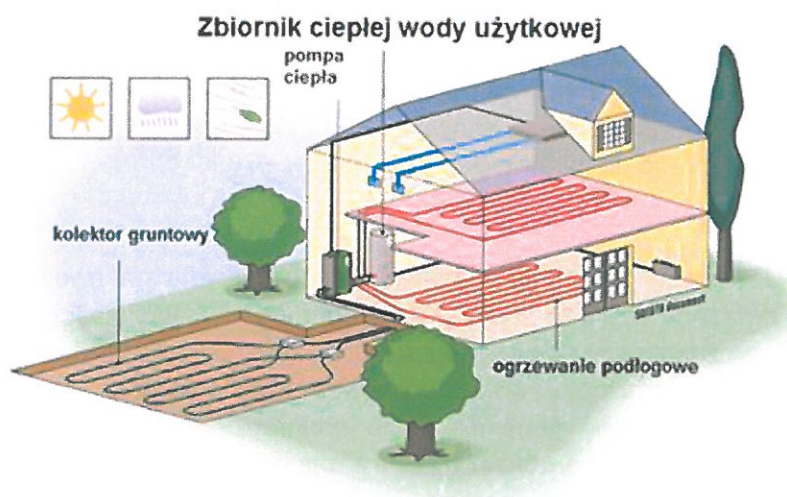 Zbiornik ciepłej wody użytkowej
pompa
ciepła
kolektor gruntowy
ogrzewanie podłogowe